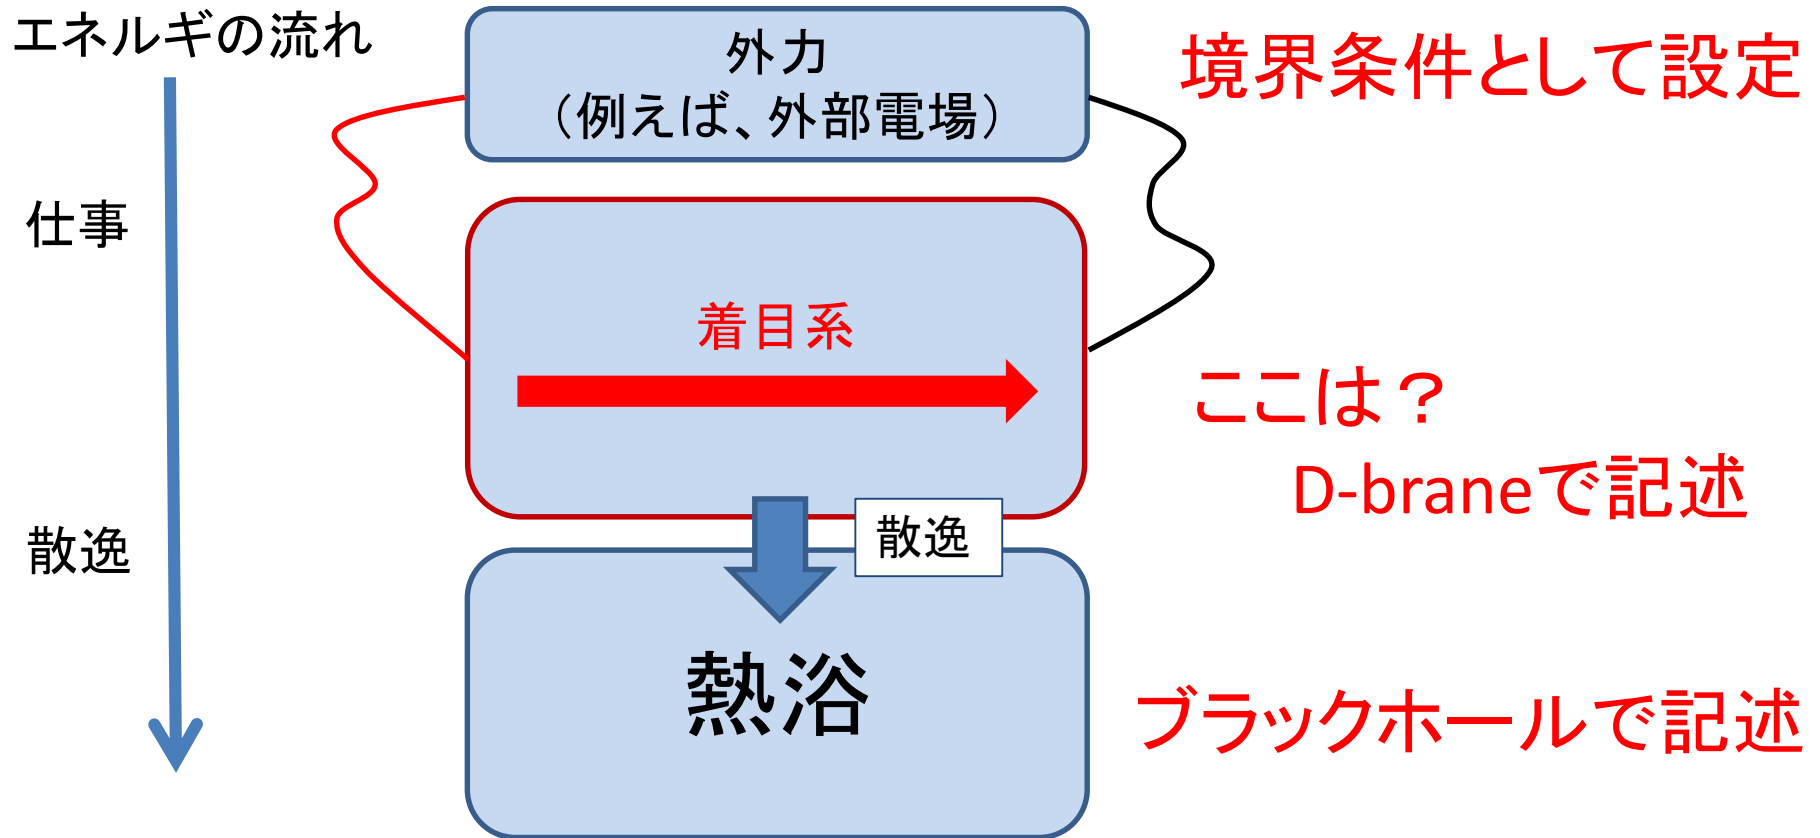 エネルギの流れ
外力
（例えば、外部電場）
境界条件として設定
仕事
着目系
ここは？
D-braneで記述
散逸
散逸
熱浴
ブラックホールで記述